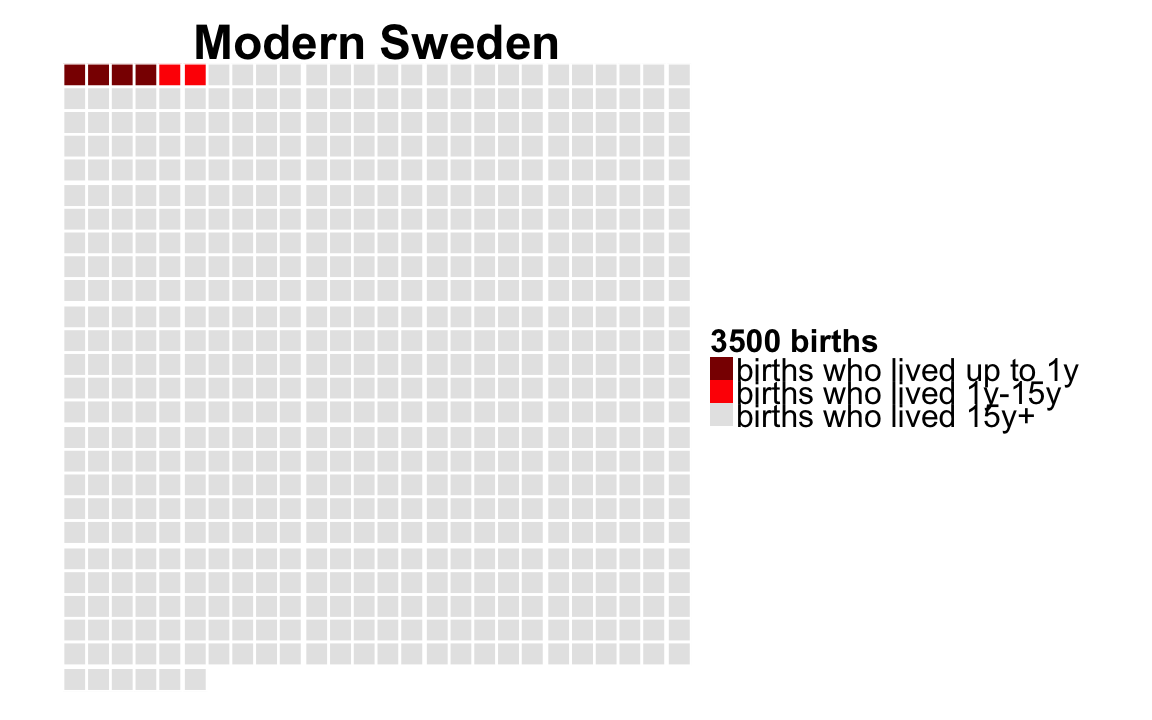 Modern Sweden
3500 births
births who lived up to 1y
births who lived 1y-15y
births who lived 15y+